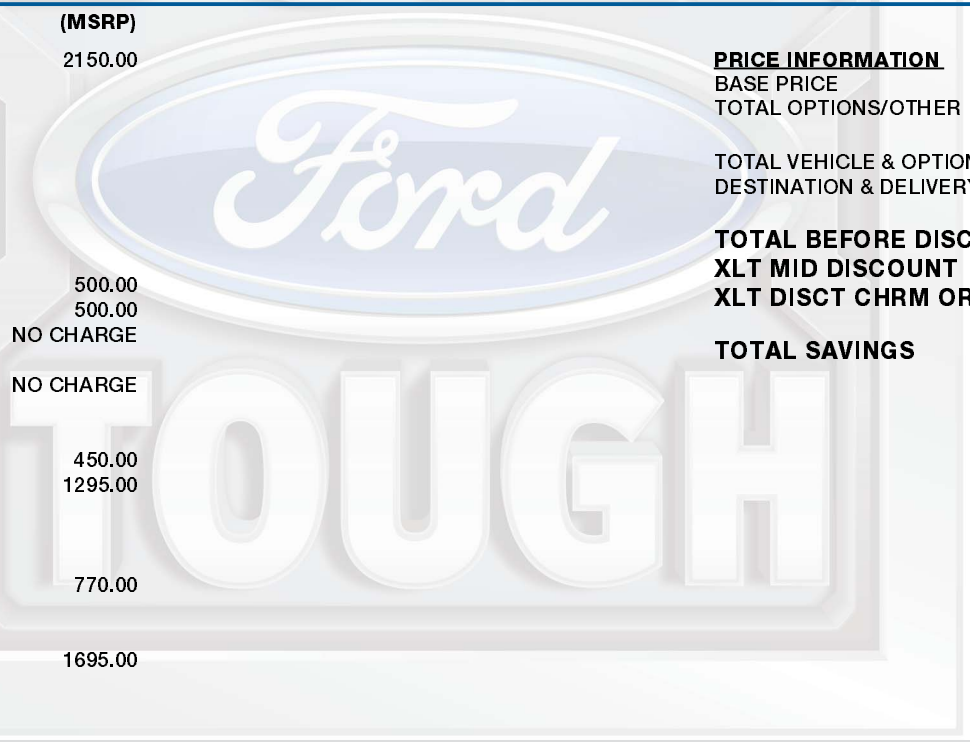 (MSRP)
2150.00
500.00
500.00
NO CHARGE
NO CHARGE
450.00
1295.00
770.00
1695.00
PRICE INFORMATION
BASE PRICE
TOTAL OPTIONS/OTHER
TOTAL VEHICLE & OPTION
DESTINATION & DELIVERY
TOTAL BEFORE DISC
XLT MID DISCOUNT
XLT DISCT CHRM OR
TOTAL SAVINGS
Ford
TOUGH